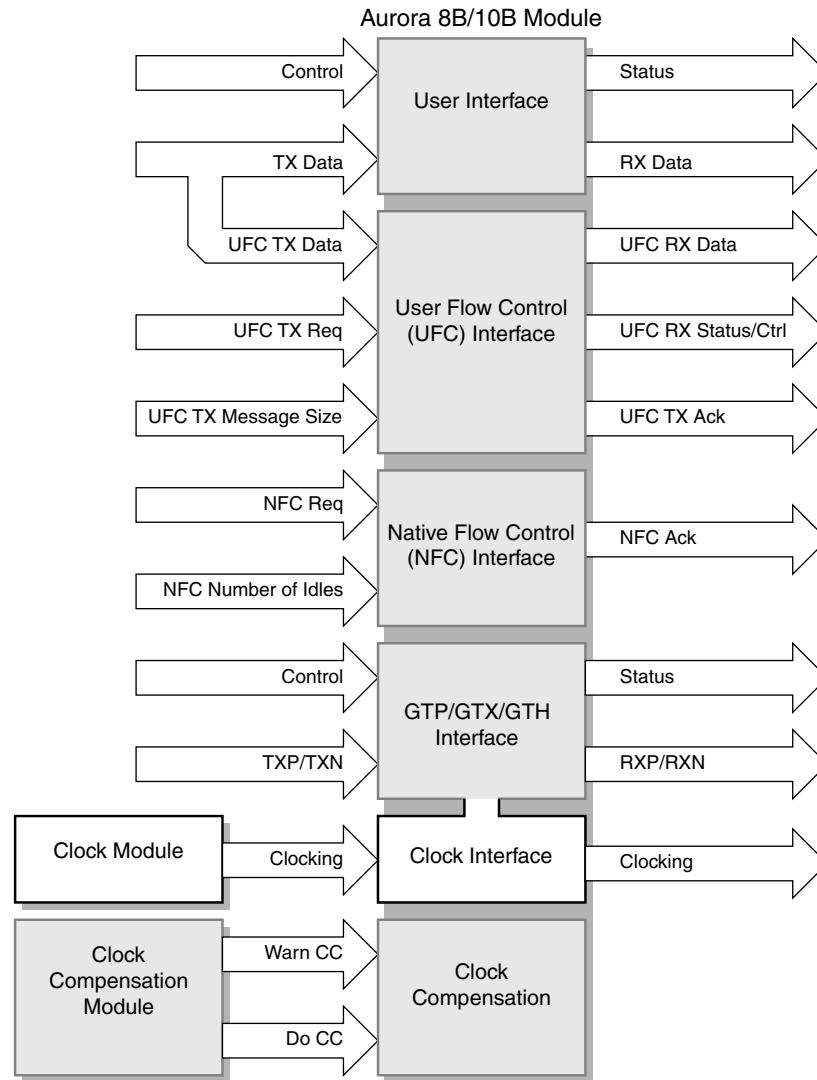 Aurora 8B/10B Module
Control
User Interface
Status
TX Data
RX Data
UFC TX Data
UFC RX Data
UFC TX Req
User Flow Control
(UFC) Interface
UFC RX Status/Ctrl
UFC TX Message Size
UFC TX Ack
NFC Req
Native Flow Control
(NFC) Interface
NFC Ack
NFC Number of Idles
Control
Status
GTP/GTX/GTH
Interface
TXP/TXN
RXP/RXN
Clock Module
Clocking
Clock Interface
Clocking
Clock
Compensation
Module
Warn CC
Do CC
Clock
Compensation